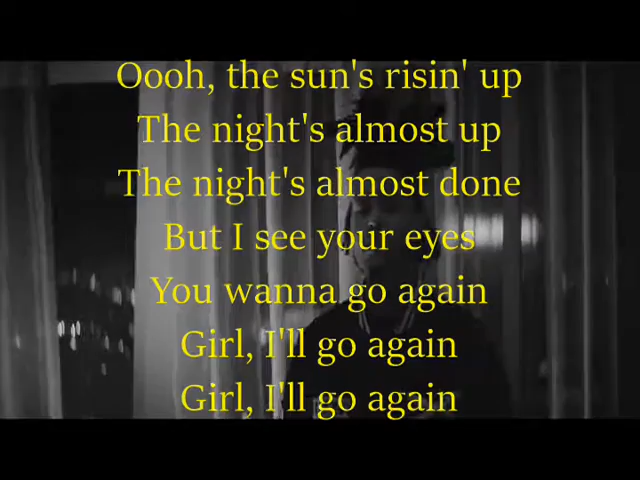 Oooh, the sun's risin' up
The night's almost up
The night's almost done
But I see your eyes
You wanna go again
Girl, I'll go again
Girl, I'll go again